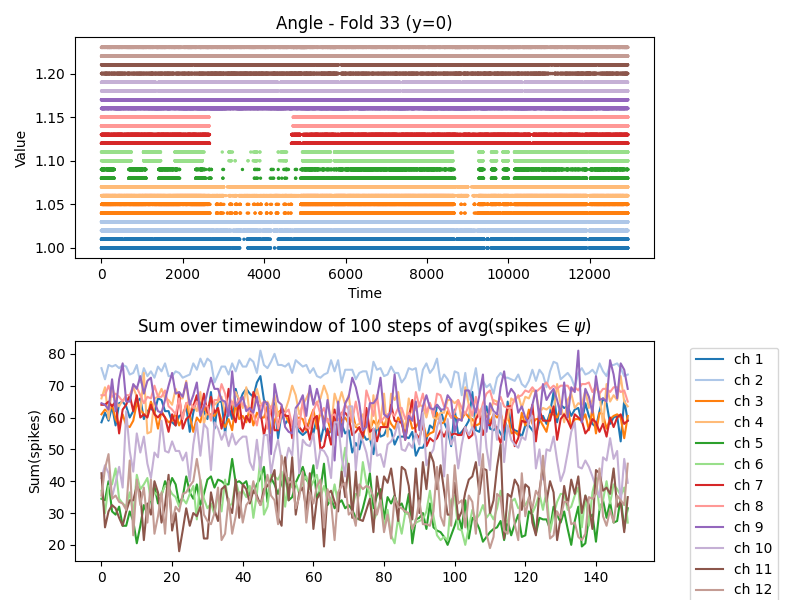 Angle - Fold 33 (y=0)
Value
1.20
1.15
1.10
1.05
1.00
0 2000 4000 6000 8000 10000 12000
Time
Sum over timewindow of 100 steps of avg(spikes ∈ ψ)
Sum(spikes)
80
70
60
50
40
30
20
0 20 40 60 80 100 120 140
ch 1
ch 2
ch 3
ch 4
ch 5
ch 6
ch 7
ch 8
ch 9
ch 10
ch 11
ch 12